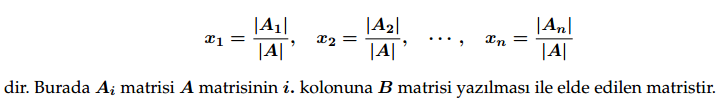 x₁ = |A₁| / |A|, x₂ = |A₂| / |A|, ⋯ , xₙ = |Aₙ| / |A|
dir. Burada Aᵢ matrisi A matrisinin i. kolonuna B matrisi yazılması ile elde edilen matristir.